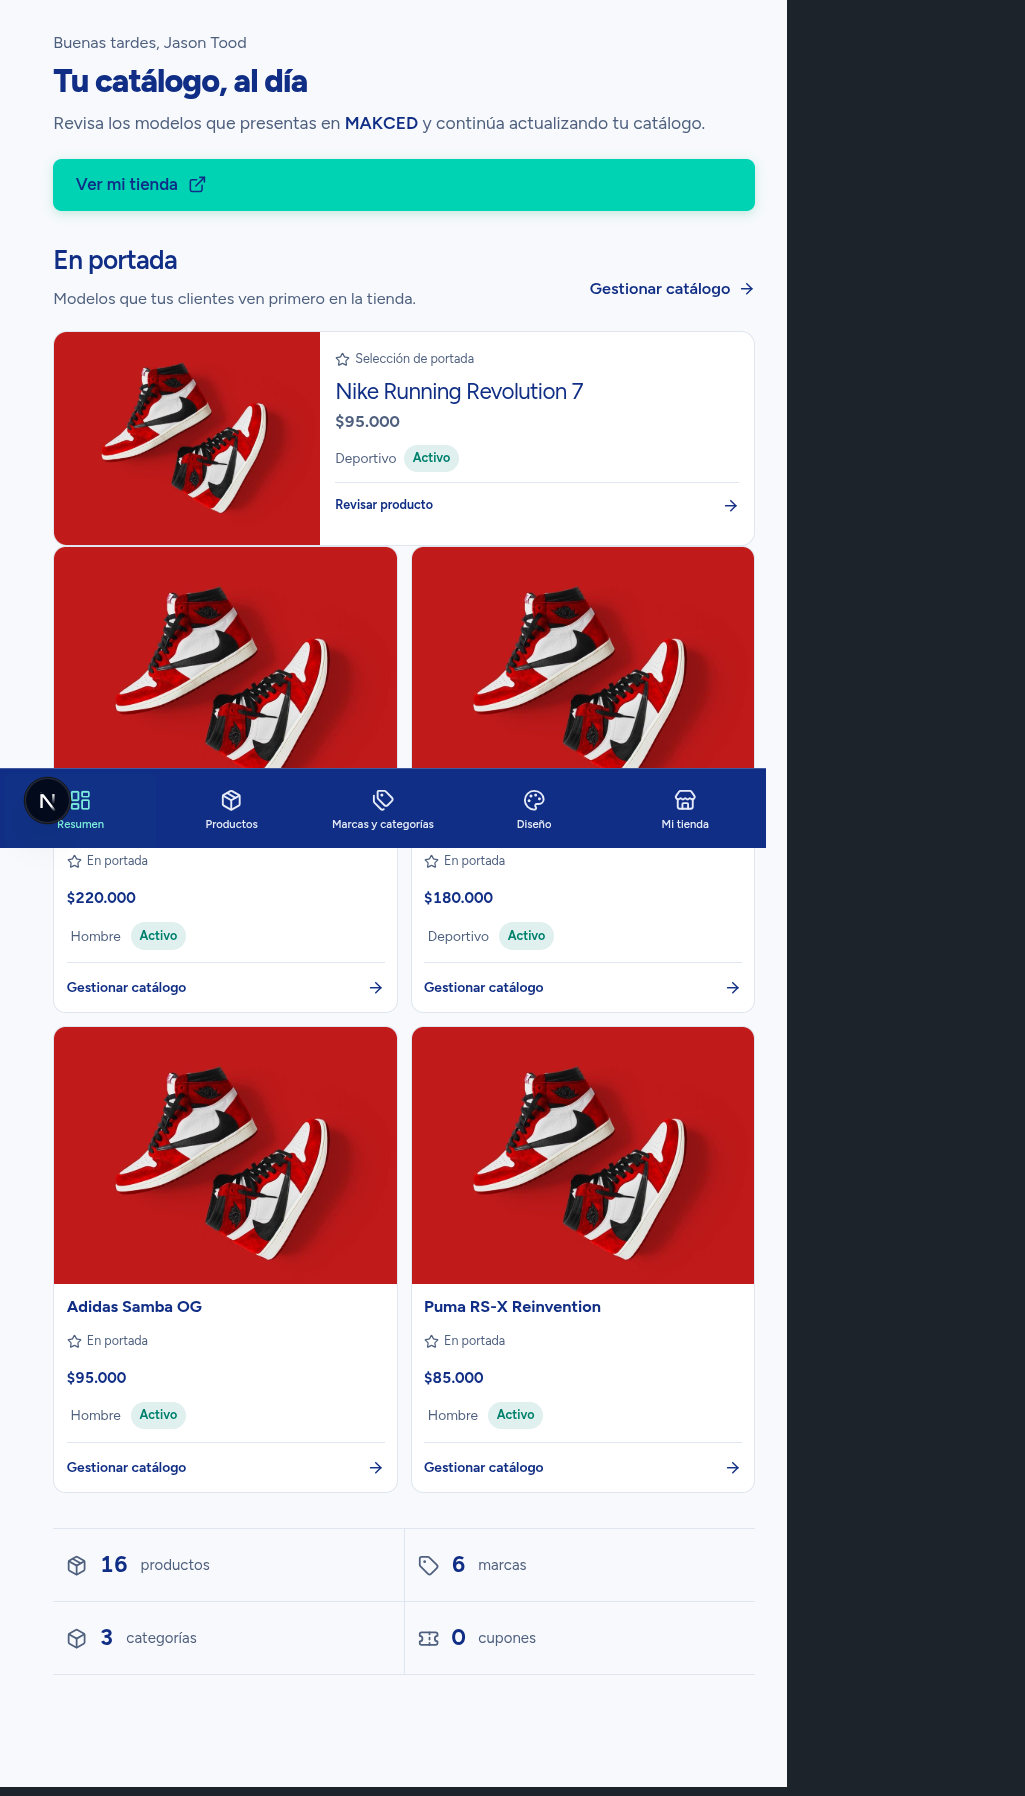 Buenas tardes, Jason Tood
Tu catálogo, al día
Revisa los modelos que presentas en MAKCED y continúa actualizando tu catálogo.
Ver mi tienda
En portada
Modelos que tus clientes ven primero en la tienda.
Gestionar catálogo
Selección de portada
Nike Running Revolution 7
$95.000
Deportivo Activo
Revisar producto
N
Resumen
Productos
Marcas y categorías
Diseño
Mi tienda
En portada
$220.000
Hombre Activo
Gestionar catálogo
En portada
$180.000
Deportivo Activo
Gestionar catálogo
Adidas Samba OG
En portada
$95.000
Hombre Activo
Gestionar catálogo
Puma RS-X Reinvention
En portada
$85.000
Hombre Activo
Gestionar catálogo
16 productos
6 marcas
3 categorías
0 cupones